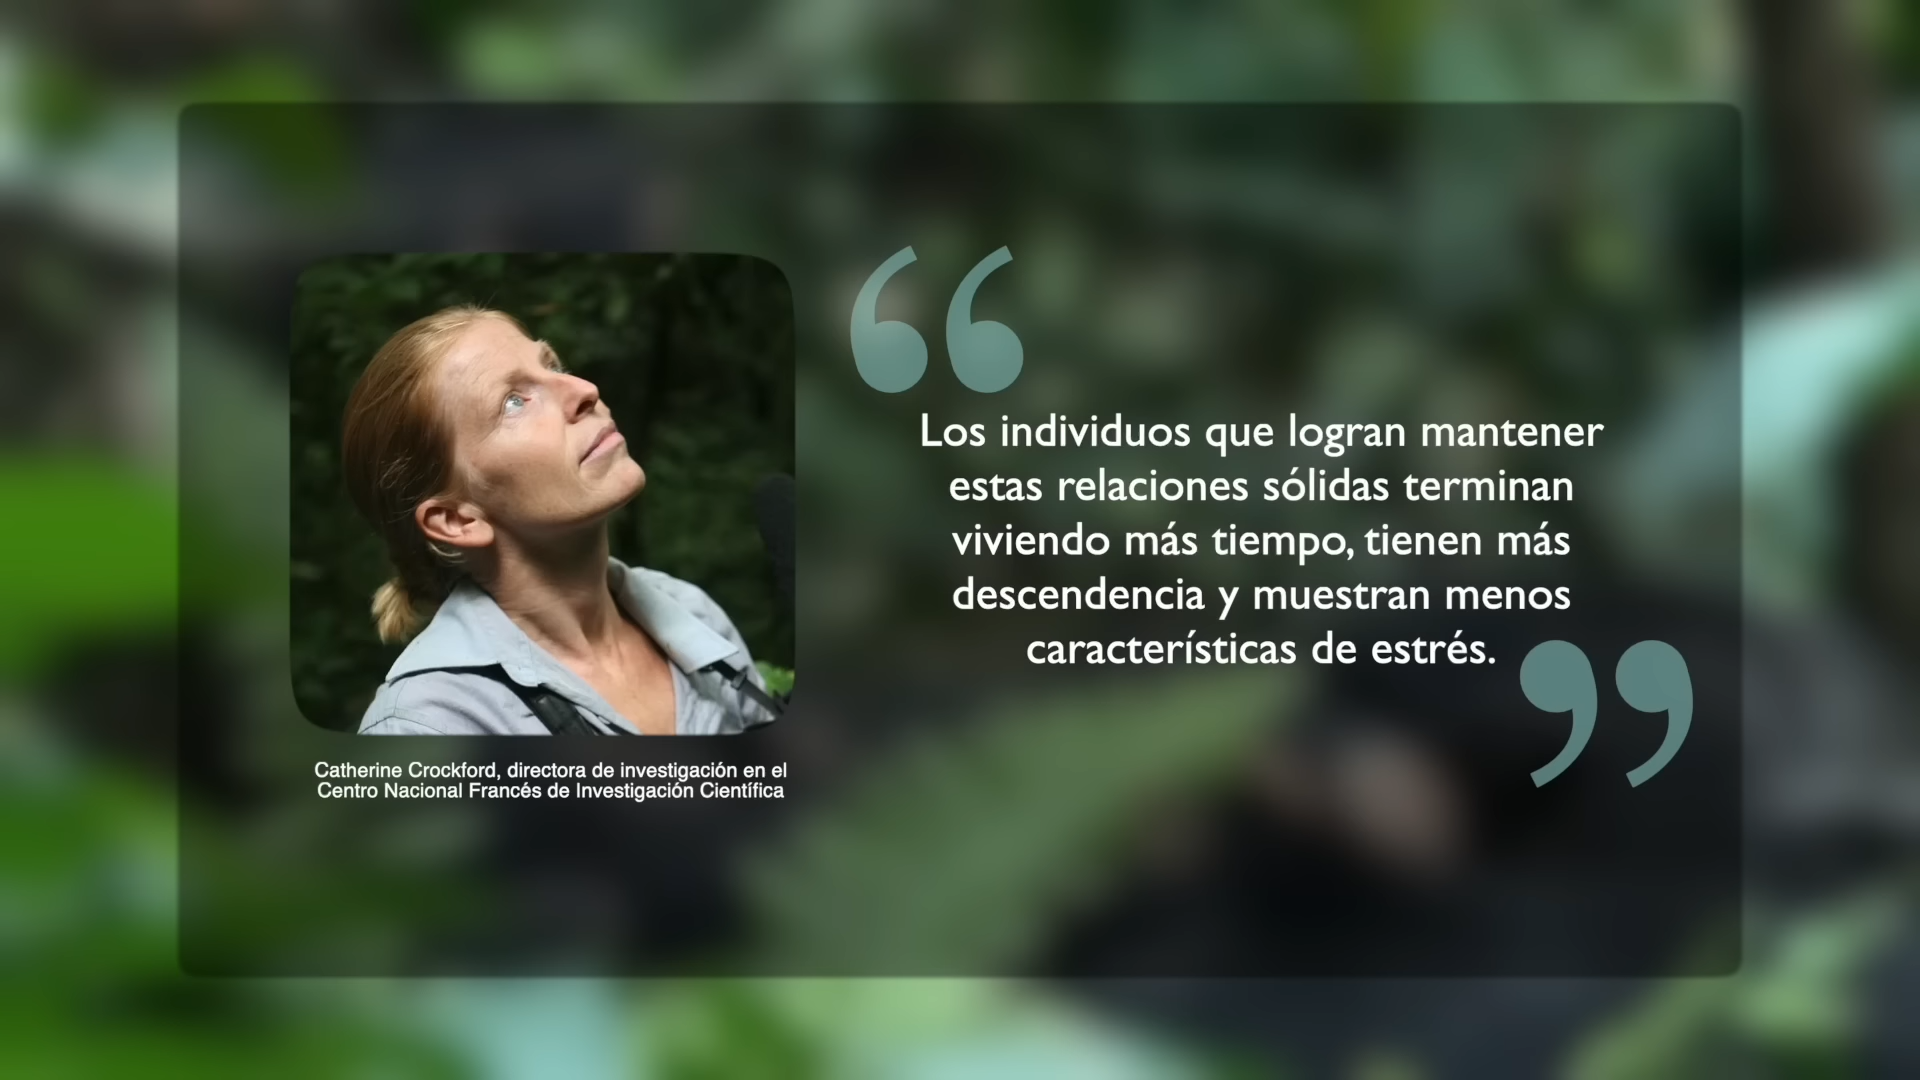 Los individuos que logran mantener
estas relaciones sólidas terminan
viviendo más tiempo, tienen más
descendencia y muestran menos
características de estrés.
Catherine Crockford, directora de investigación en el
Centro Nacional Francés de Investigación Científica